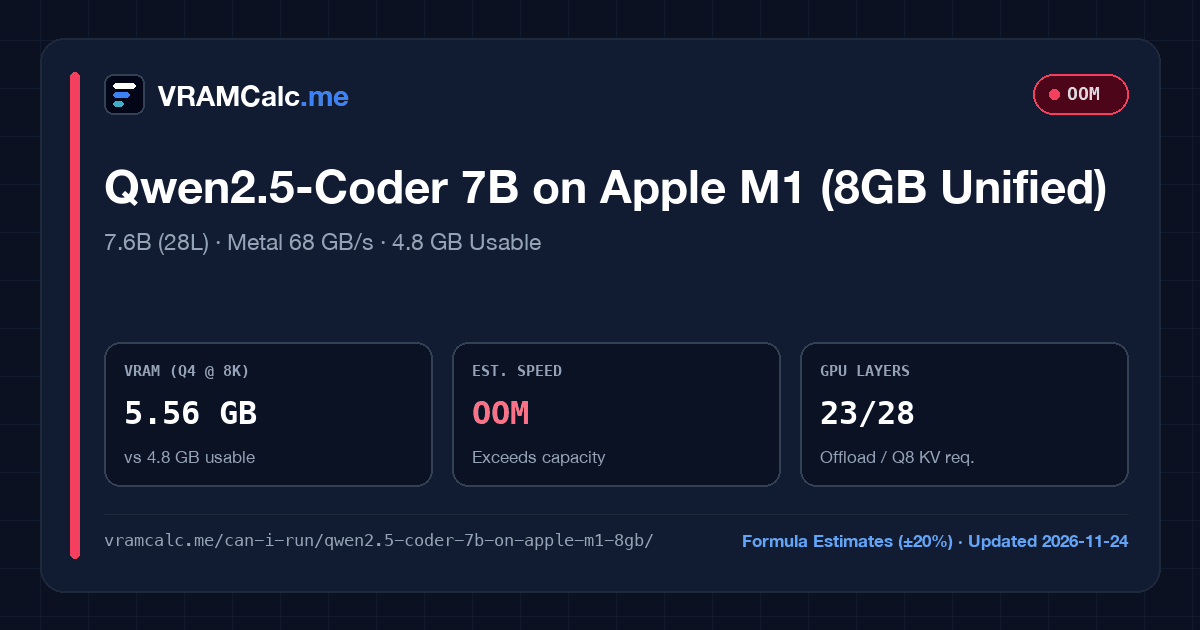 VRAMCalc.me
OOM
Qwen2.5-Coder 7B on Apple M1 (8GB Unified)
7.6B (28L) · Metal 68 GB/s · 4.8 GB Usable
VRAM (Q4 @ 8K)
5.56 GB
vs 4.8 GB usable
EST. SPEED
OOM
Exceeds capacity
GPU LAYERS
23/28
Offload / Q8 KV req.
vramcalc.me/can-i-run/qwen2.5-coder-7b-on-apple-m1-8gb/
Formula Estimates (±20%) · Updated 2026-11-24